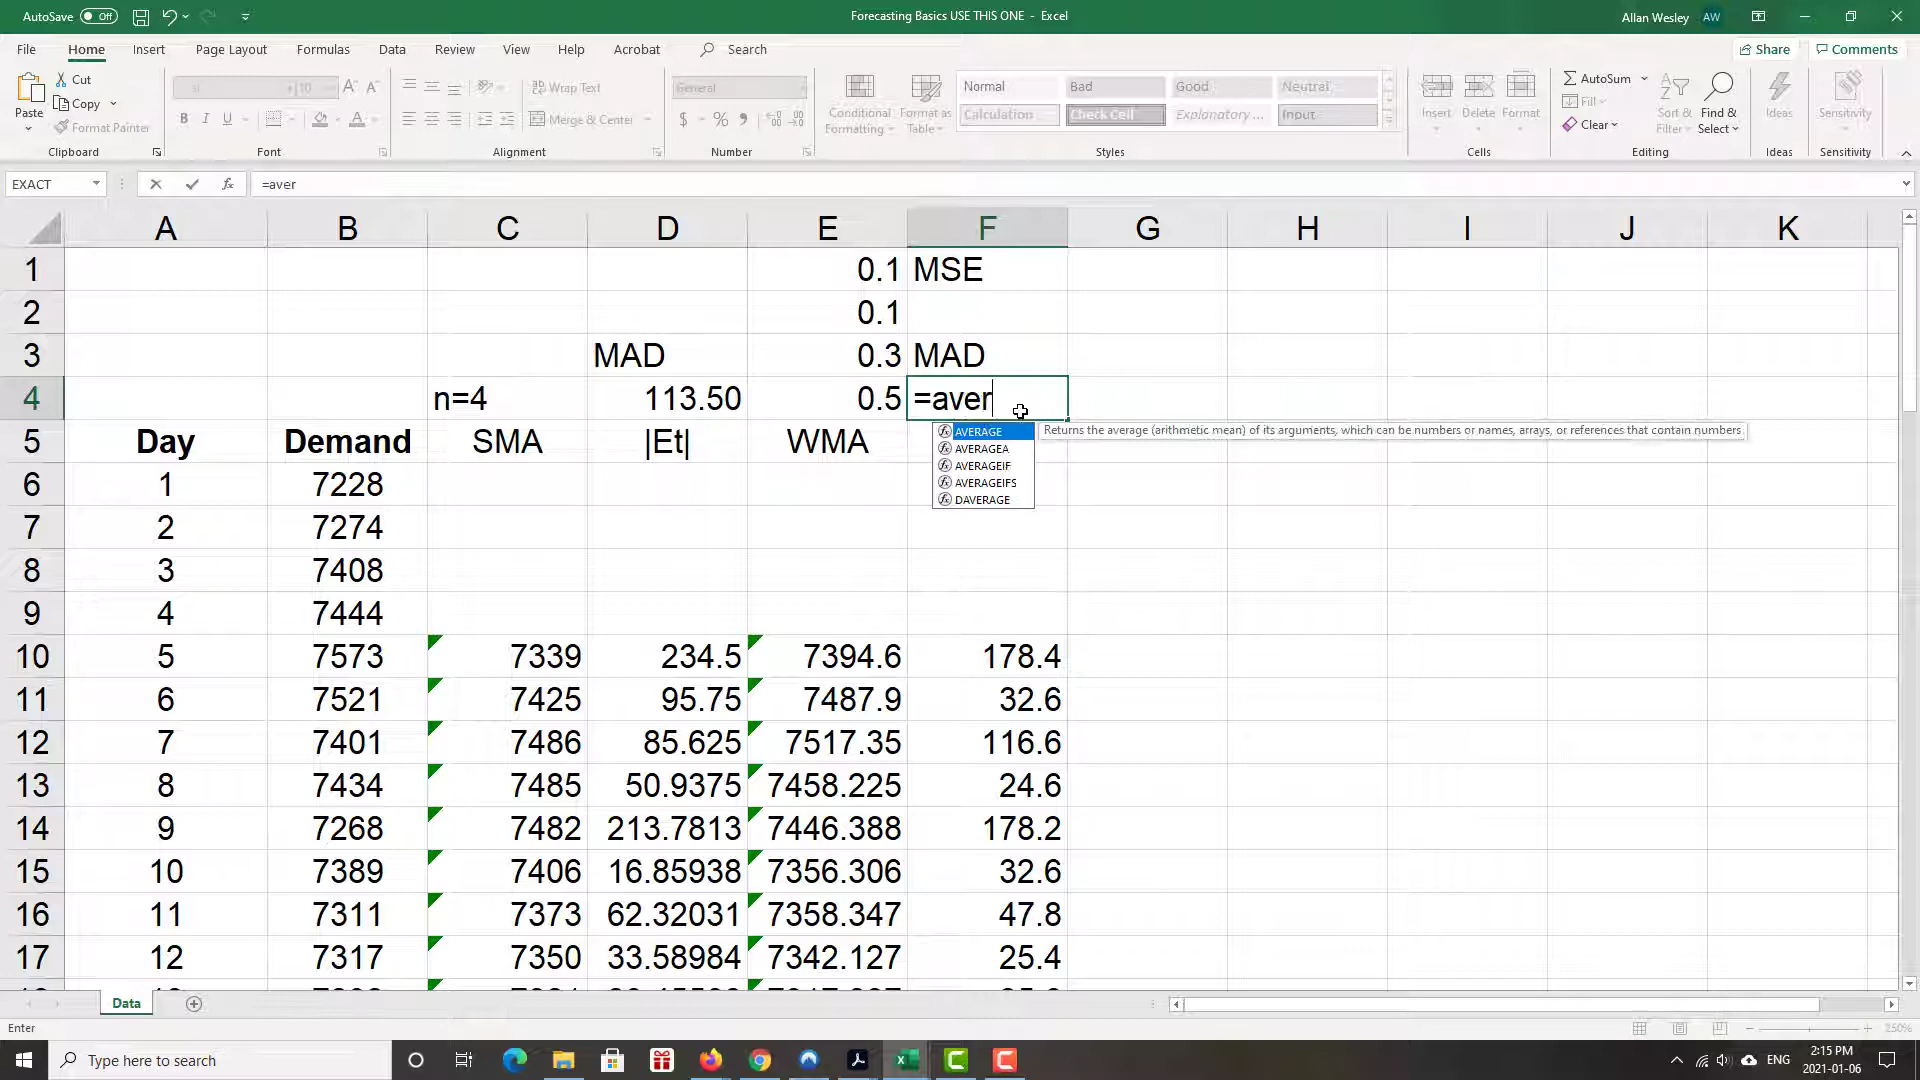 AutoSave Off
Forecasting Basics USE THIS ONE - Excel
Allan Wesley AW
File Home Insert Page Layout Formulas Data Review View Help Acrobat Search
Share Comments
Paste
Cut
Copy
Format Painter
Clipboard
10
B I U
Font
Wrap Text
Merge & Center
Alignment
General
$ %
Number
Conditional Formatting
Format as Table
Normal Bad Good Neutral
Calculation Check Cell Explanatory ... Input
Styles
Insert Delete Format
Cells
AutoSum
Fill
Clear
Sort & Filter
Find & Select
Editing
Ideas
Ideas
Sensitivity
Sensitivity
EXACT fx =aver
A B C D E F G H I J K
1 0.1 MSE
2 0.1
3 MAD 0.3 MAD
4 n=4 113.50 0.5 =aver
5 Day Demand SMA |Et| WMA
AVERAGE Returns the average (arithmetic mean) of its arguments, which can be numbers or names, arrays, or references that contain numbers
AVERAGEA
AVERAGEIF
AVERAGEIFS
DAVERAGE
6 1 7228
7 2 7274
8 3 7408
9 4 7444
10 5 7573 7339 234.5 7394.6 178.4
11 6 7521 7425 95.75 7487.9 32.6
12 7 7401 7486 85.625 7517.35 116.6
13 8 7434 7485 50.9375 7458.225 24.6
14 9 7268 7482 213.7813 7446.388 178.2
15 10 7389 7406 16.85938 7356.306 32.6
16 11 7311 7373 62.32031 7358.347 47.8
17 12 7317 7350 33.58984 7342.127 25.4
Data
Enter
250%
Type here to search
ENG
2:15 PM
2021-01-06